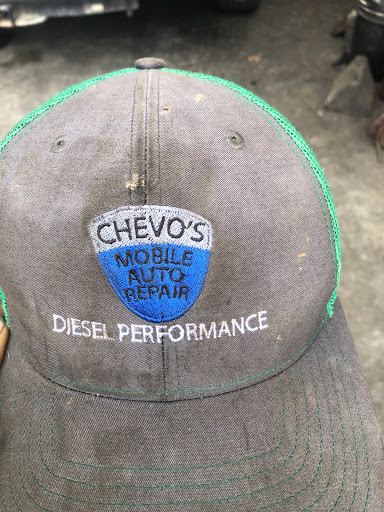 CHEVO'S
MOBILE
AUTO
REPAIR
DIESEL PERFORMANCE